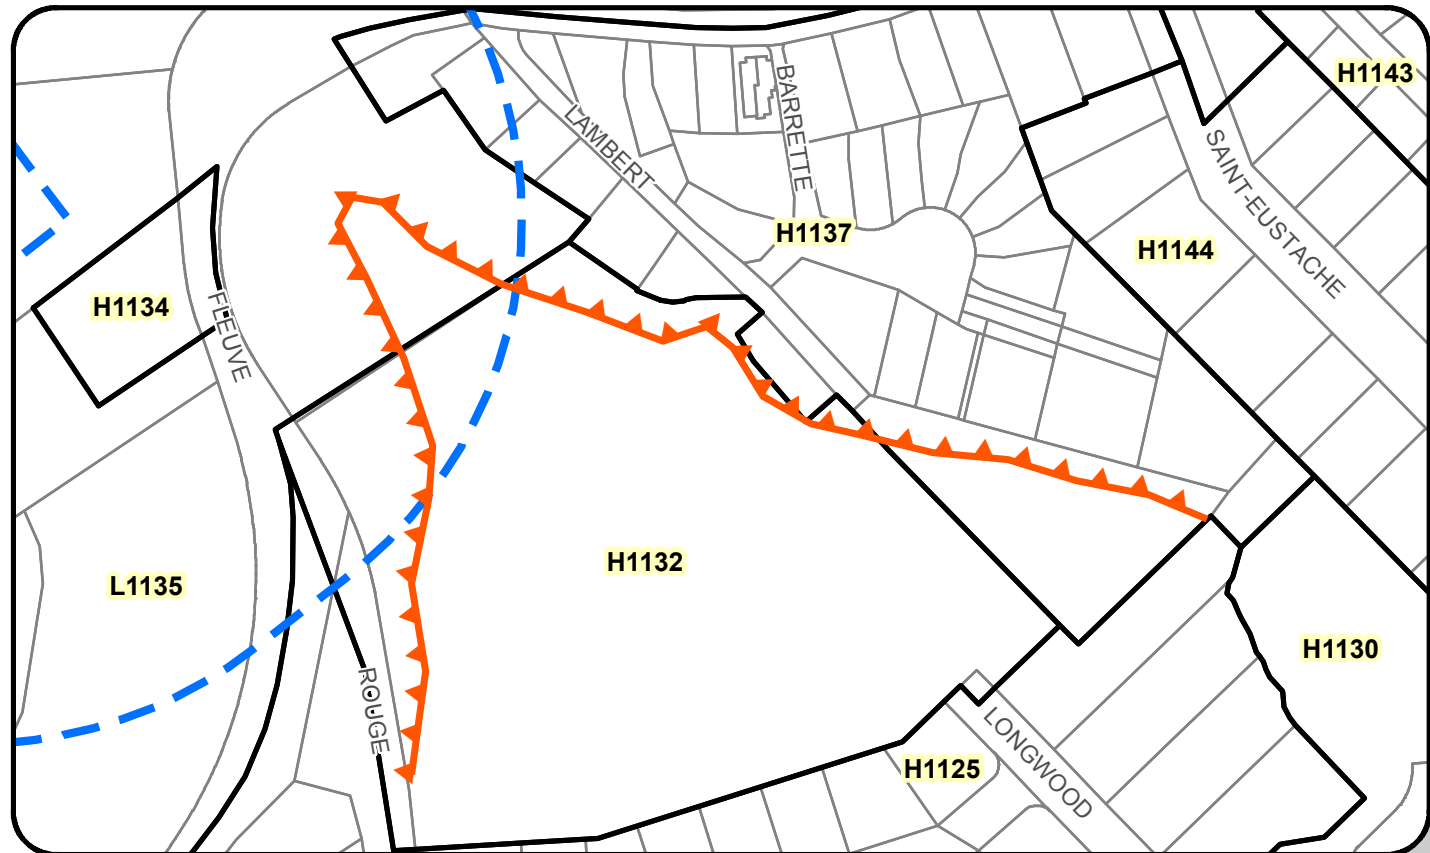 H1143
BARRETTE
LAMBERT
SAINT-EUSTACHE
H1137
H1144
H1134
FLEUVE
H1132
L1135
H1130
ROUGE
LONGWOOD
H1125